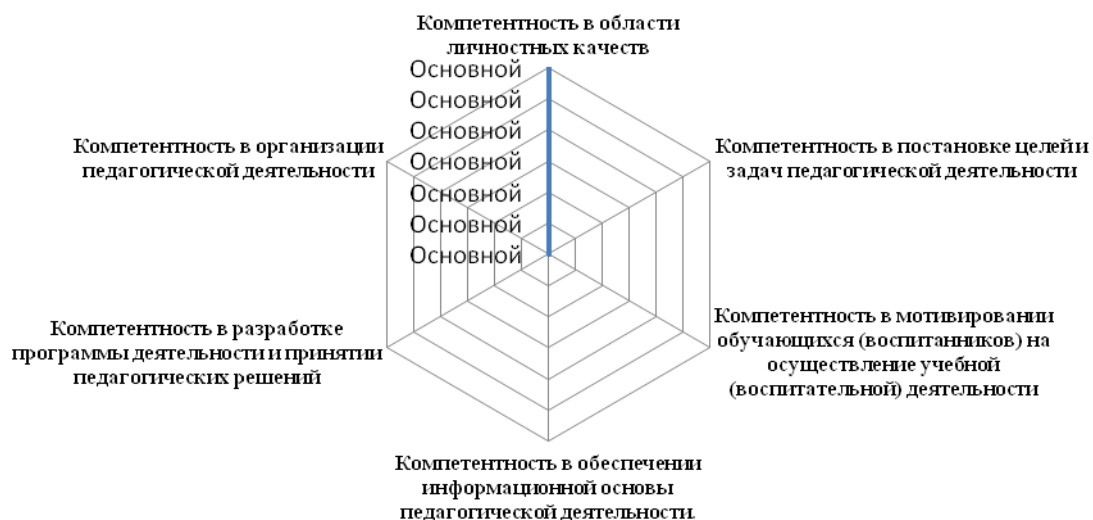 Компетентность в области
личностных качеств
Основной
Основной
Основной
Основной
Основной
Основной
Основной
Компетентность в постановке целей и
задач педагогической деятельности
Компетентность в мотивировании
обучающихся (воспитанников) на
осуществление учебной
(воспитательной) деятельности
Компетентность в обеспечении
информационной основы
педагогической деятельности.
Компетентность в разработке
программы деятельности и принятии
педагогических решений
Компетентность в организации
педагогической деятельности